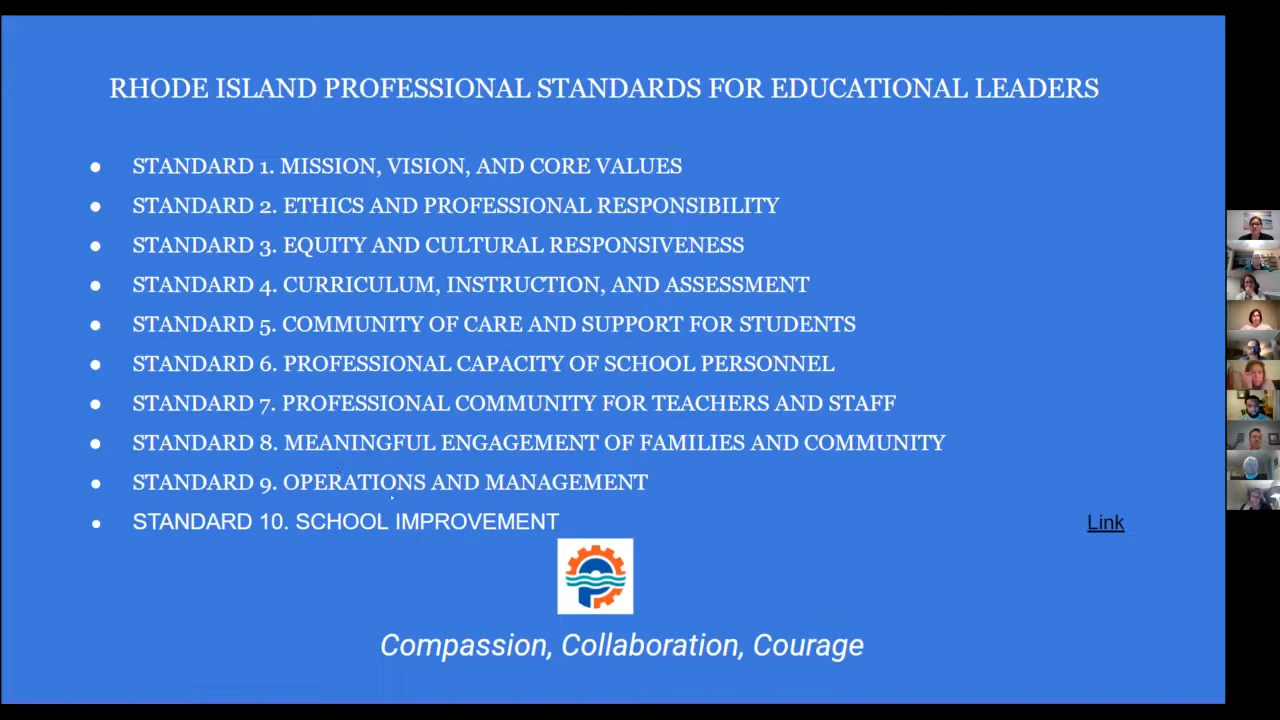 RHODE ISLAND PROFESSIONAL STANDARDS FOR EDUCATIONAL LEADERS
● STANDARD 1. MISSION, VISION, AND CORE VALUES
● STANDARD 2. ETHICS AND PROFESSIONAL RESPONSIBILITY
● STANDARD 3. EQUITY AND CULTURAL RESPONSIVENESS
● STANDARD 4. CURRICULUM, INSTRUCTION, AND ASSESSMENT
● STANDARD 5. COMMUNITY OF CARE AND SUPPORT FOR STUDENTS
● STANDARD 6. PROFESSIONAL CAPACITY OF SCHOOL PERSONNEL
● STANDARD 7. PROFESSIONAL COMMUNITY FOR TEACHERS AND STAFF
● STANDARD 8. MEANINGFUL ENGAGEMENT OF FAMILIES AND COMMUNITY
● STANDARD 9. OPERATIONS AND MANAGEMENT
● STANDARD 10. SCHOOL IMPROVEMENT
Link
Compassion, Collaboration, Courage